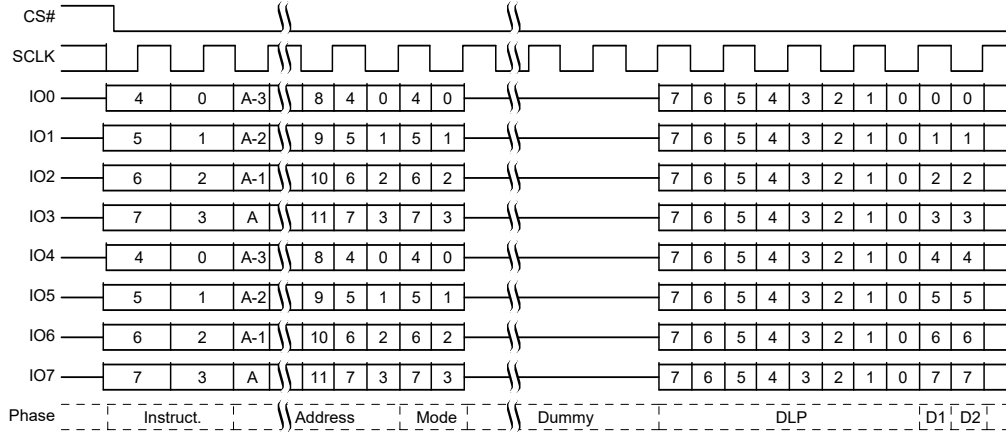 CS#
SCLK
IO0 4 0 A-3 8 4 0 4 0 7 6 5 4 3 2 1 0 0 0
IO1 5 1 A-2 9 5 1 5 1 7 6 5 4 3 2 1 0 1 1
IO2 6 2 A-1 10 6 2 6 2 7 6 5 4 3 2 1 0 2 2
IO3 7 3 A 11 7 3 7 3 7 6 5 4 3 2 1 0 3 3
IO4 4 0 A-3 8 4 0 4 0 7 6 5 4 3 2 1 0 4 4
IO5 5 1 A-2 9 5 1 5 1 7 6 5 4 3 2 1 0 5 5
IO6 6 2 A-1 10 6 2 6 2 7 6 5 4 3 2 1 0 6 6
IO7 7 3 A 11 7 3 7 3 7 6 5 4 3 2 1 0 7 7
Phase Instruct. Address Mode Dummy DLP D1 D2